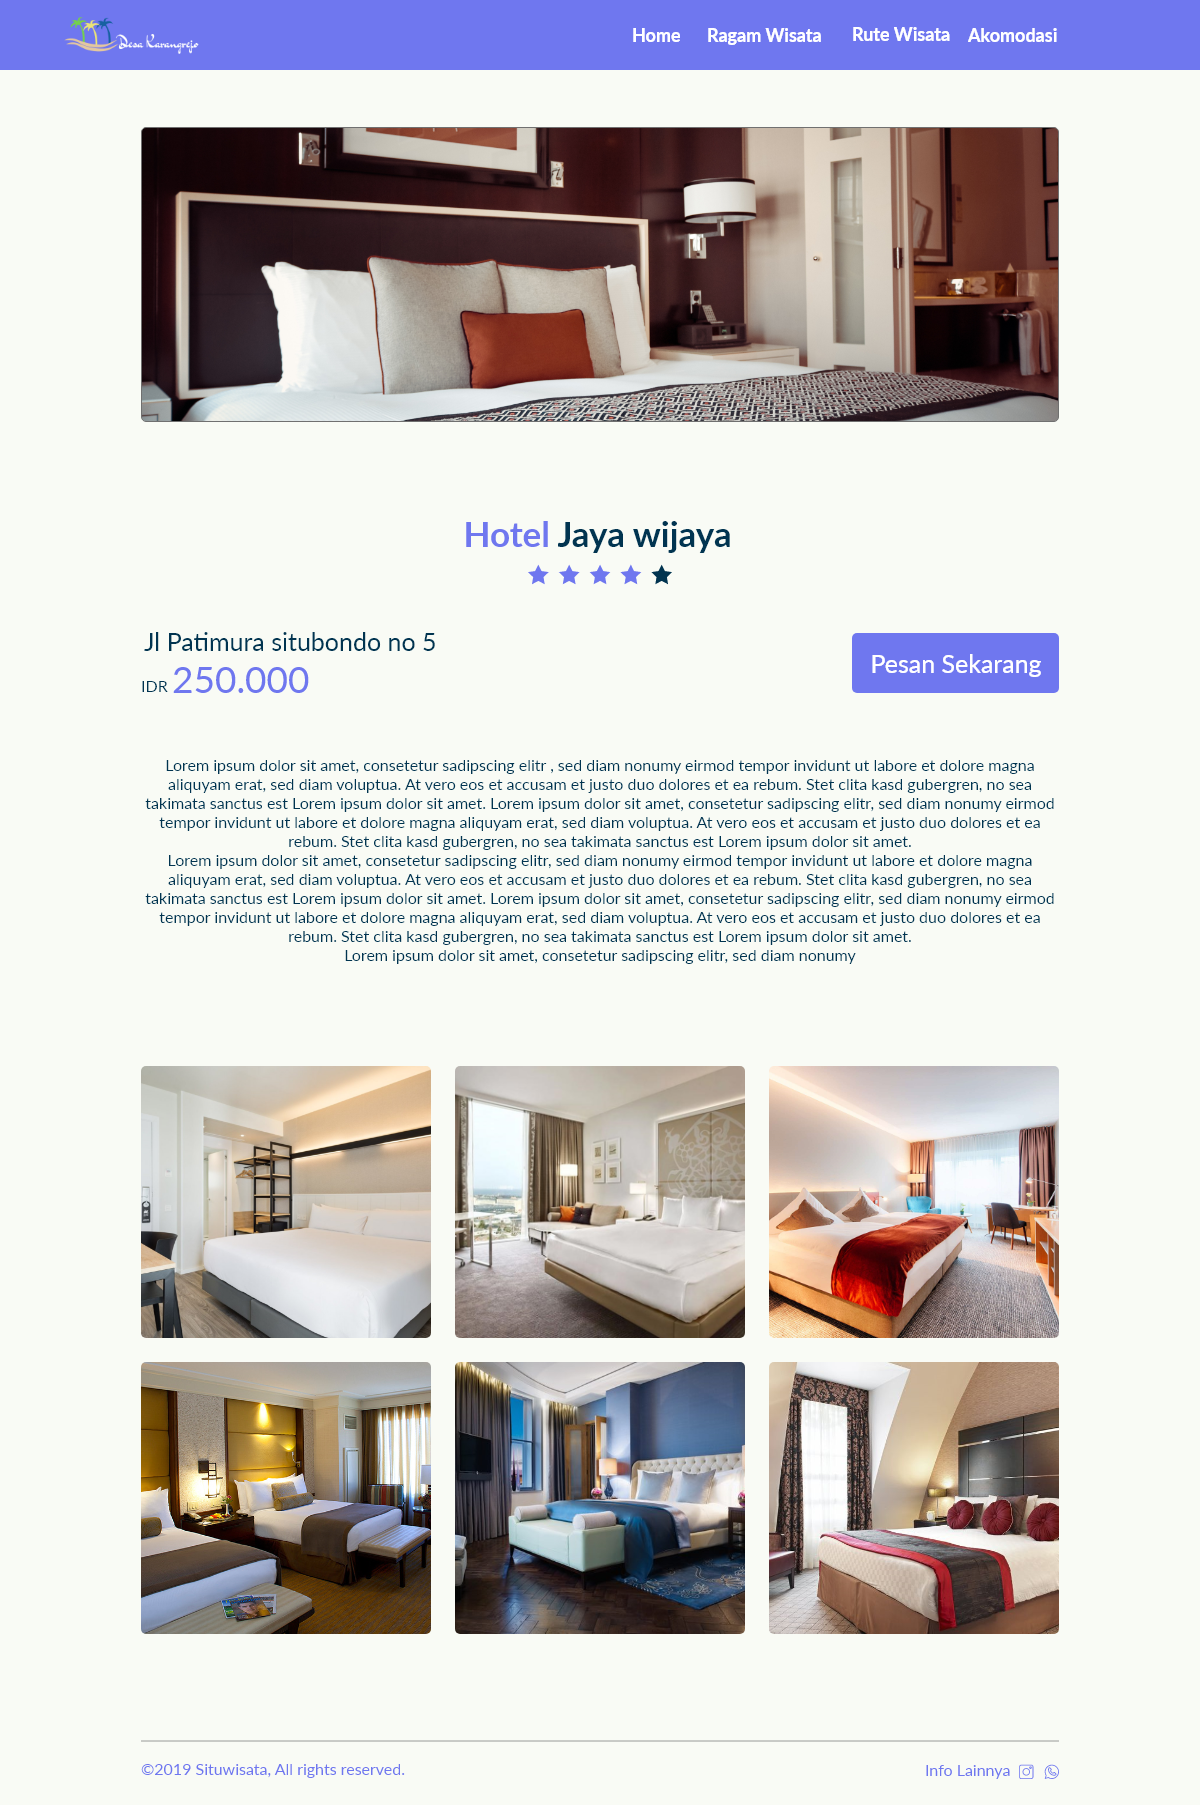 Desa Karangrejo
Home Ragam Wisata Rute Wisata Akomodasi
Hotel Jaya wijaya
Jl Patimura situbondo no 5
IDR 250.000
Pesan Sekarang
Lorem ipsum dolor sit amet, consetetur sadipscing elitr , sed diam nonumy eirmod tempor invidunt ut labore et dolore magna
aliquyam erat, sed diam voluptua. At vero eos et accusam et justo duo dolores et ea rebum. Stet clita kasd gubergren, no sea
takimata sanctus est Lorem ipsum dolor sit amet. Lorem ipsum dolor sit amet, consetetur sadipscing elitr, sed diam nonumy eirmod
tempor invidunt ut labore et dolore magna aliquyam erat, sed diam voluptua. At vero eos et accusam et justo duo dolores et ea
rebum. Stet clita kasd gubergren, no sea takimata sanctus est Lorem ipsum dolor sit amet.
Lorem ipsum dolor sit amet, consetetur sadipscing elitr, sed diam nonumy eirmod tempor invidunt ut labore et dolore magna
aliquyam erat, sed diam voluptua. At vero eos et accusam et justo duo dolores et ea rebum. Stet clita kasd gubergren, no sea
takimata sanctus est Lorem ipsum dolor sit amet. Lorem ipsum dolor sit amet, consetetur sadipscing elitr, sed diam nonumy eirmod
tempor invidunt ut labore et dolore magna aliquyam erat, sed diam voluptua. At vero eos et accusam et justo duo dolores et ea
rebum. Stet clita kasd gubergren, no sea takimata sanctus est Lorem ipsum dolor sit amet.
Lorem ipsum dolor sit amet, consetetur sadipscing elitr, sed diam nonumy
©2019 Situwisata, All rights reserved.
Info Lainnya